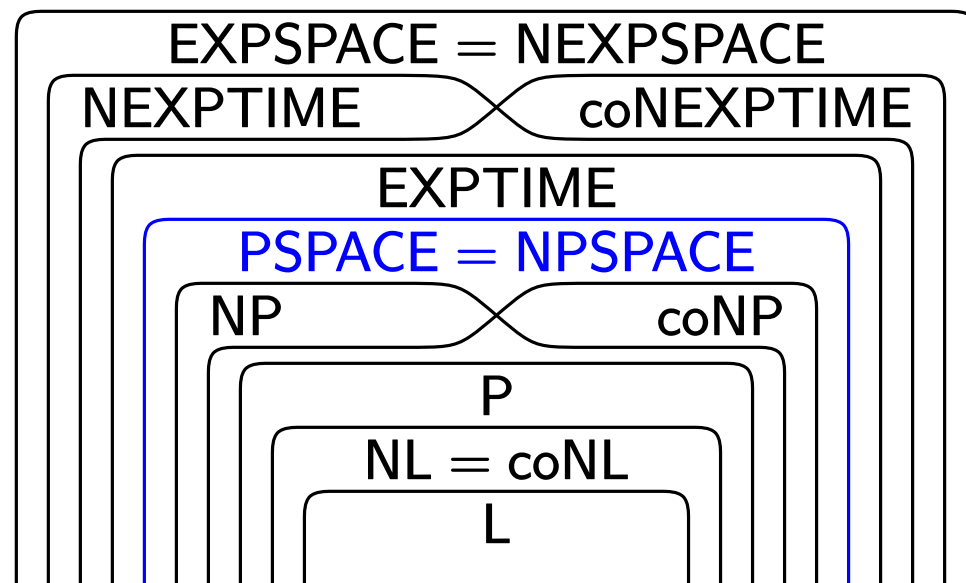 EXPSPACE = NEXPSPACE
NEXPTIME coNEXPTIME
EXPTIME
PSPACE = NPSPACE
NP coNP
P
NL = coNL
L